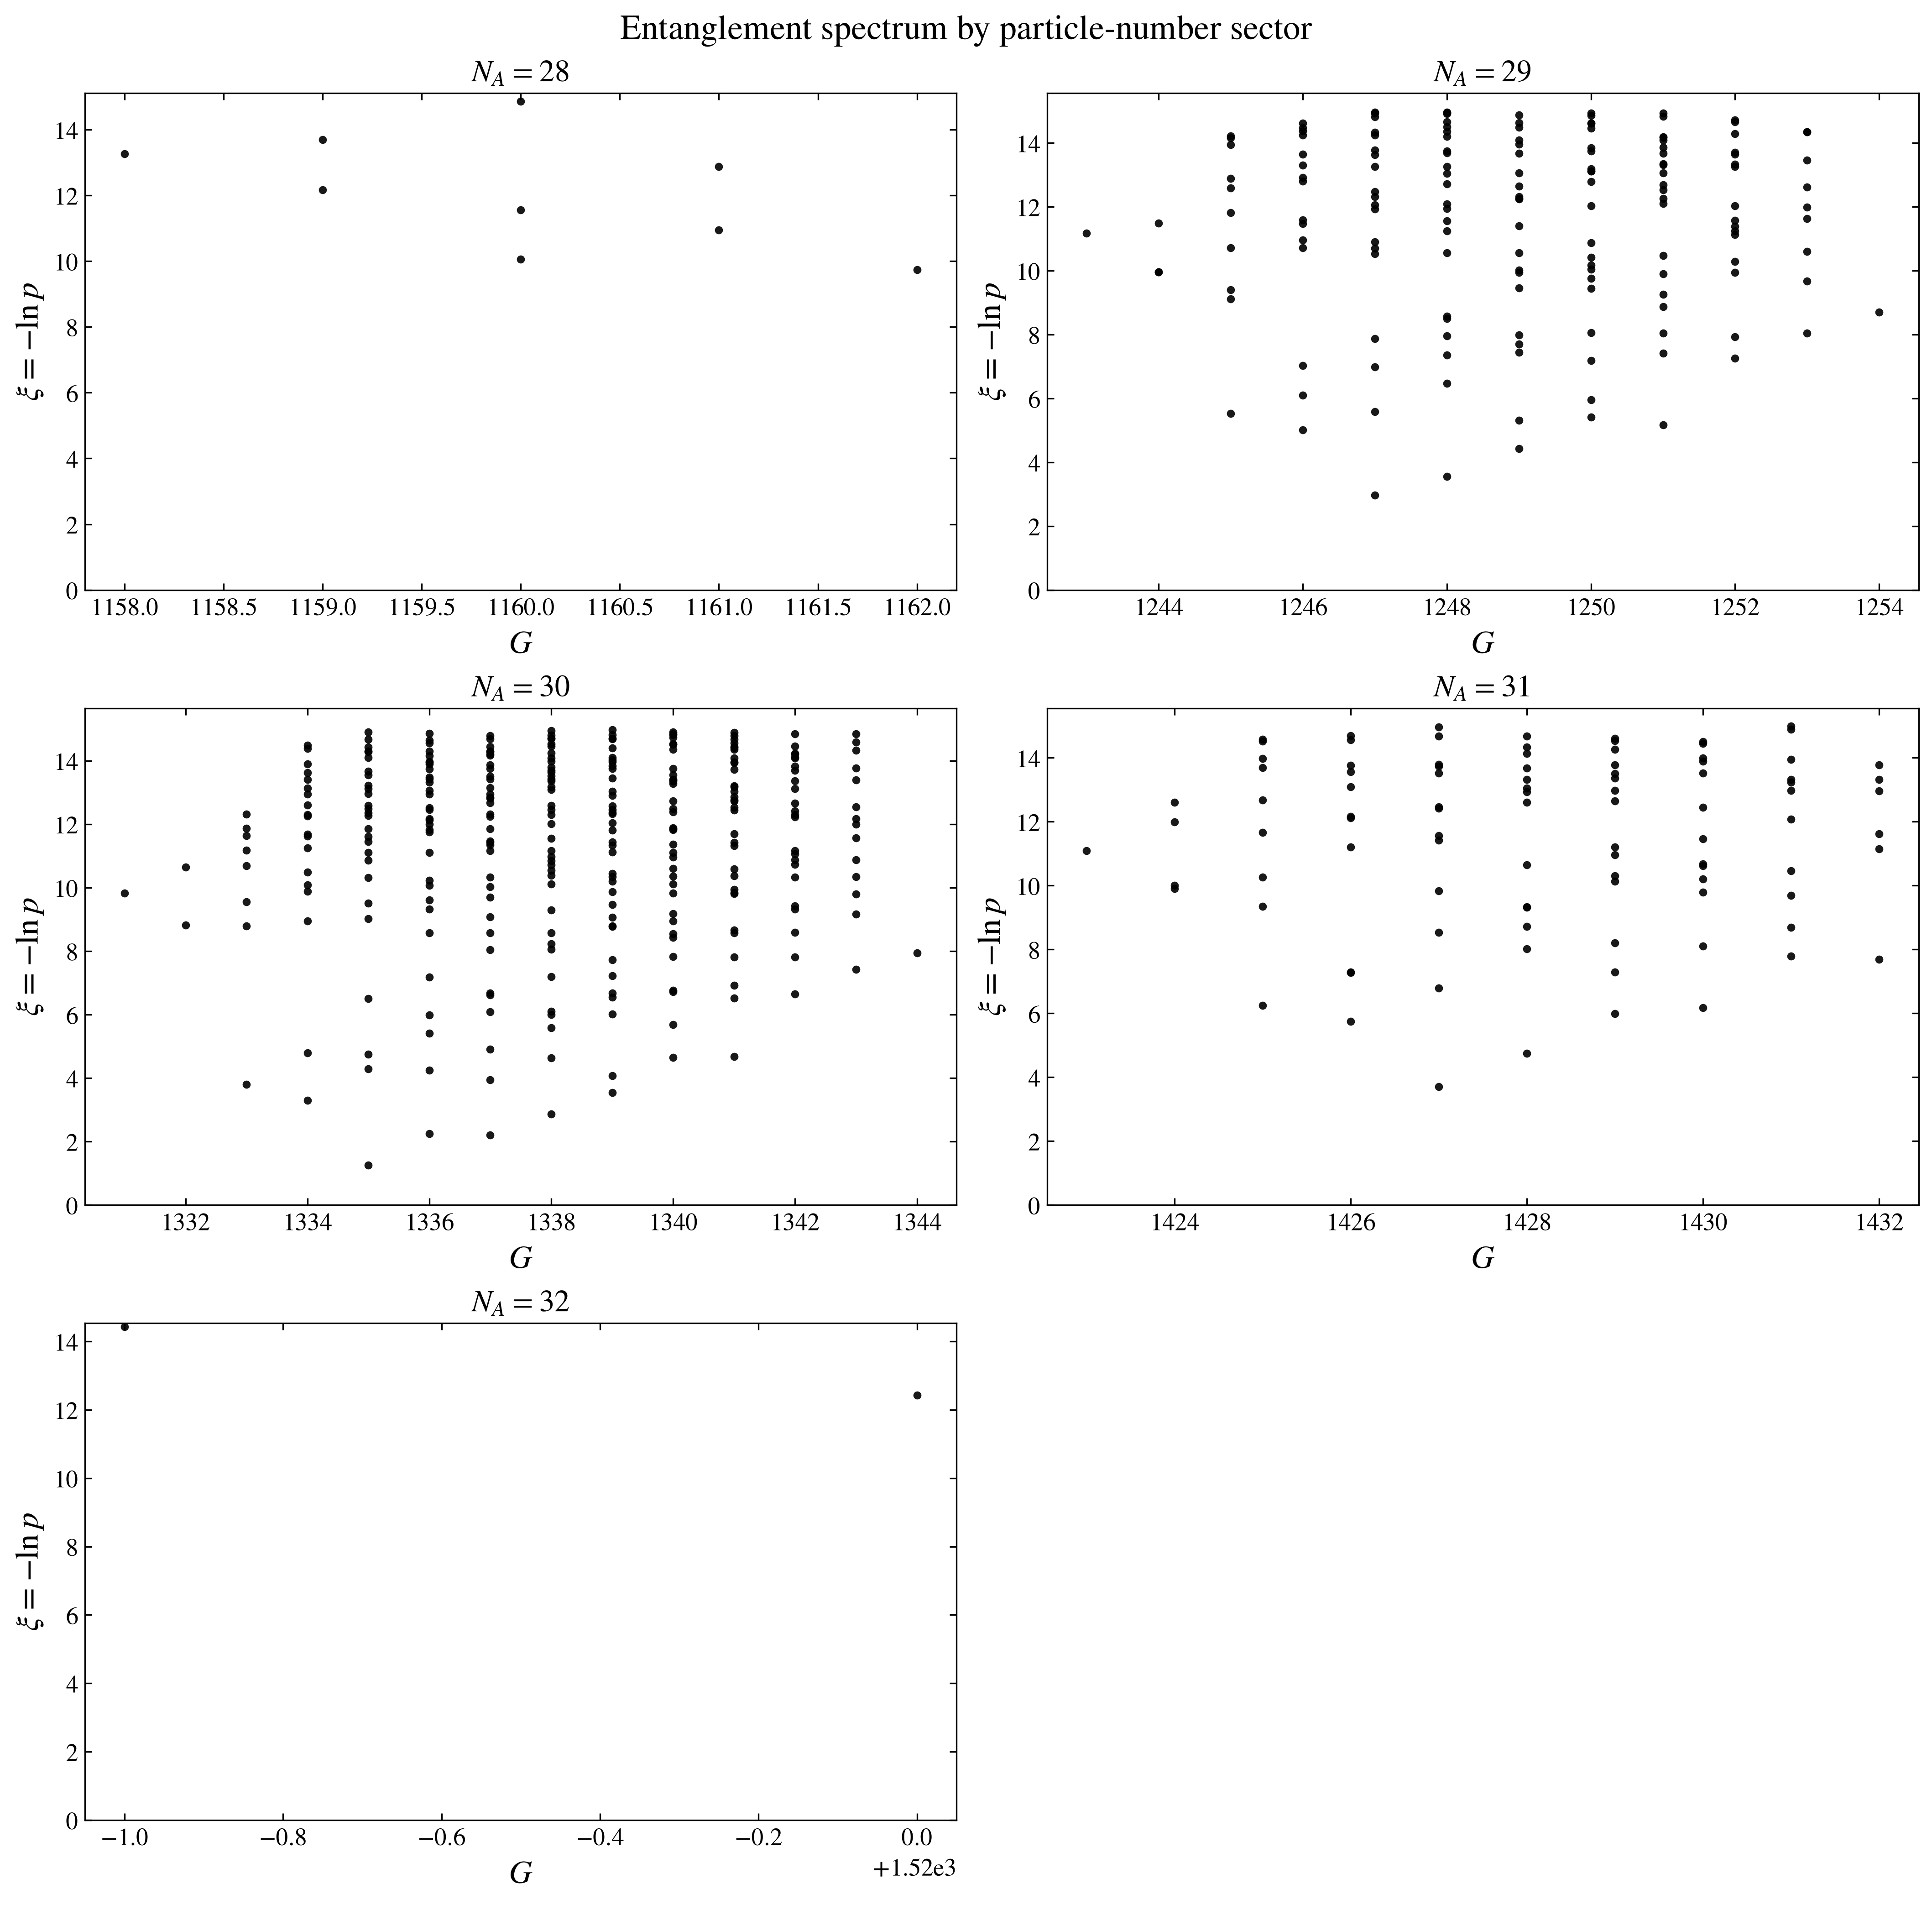 Entanglement spectrum by particle-number sector
N_A = 28
14
12
10
8
6
4
2
0
ξ = −ln p
1158.0 1158.5 1159.0 1159.5 1160.0 1160.5 1161.0 1161.5 1162.0
G
N_A = 29
14
12
10
8
6
4
2
0
ξ = −ln p
1244 1246 1248 1250 1252 1254
G
N_A = 30
14
12
10
8
6
4
2
0
ξ = −ln p
1332 1334 1336 1338 1340 1342 1344
G
N_A = 31
14
12
10
8
6
4
2
0
ξ = −ln p
1424 1426 1428 1430 1432
G
N_A = 32
14
12
10
8
6
4
2
0
ξ = −ln p
−1.0 −0.8 −0.6 −0.4 −0.2 0.0
+1.52e3
G